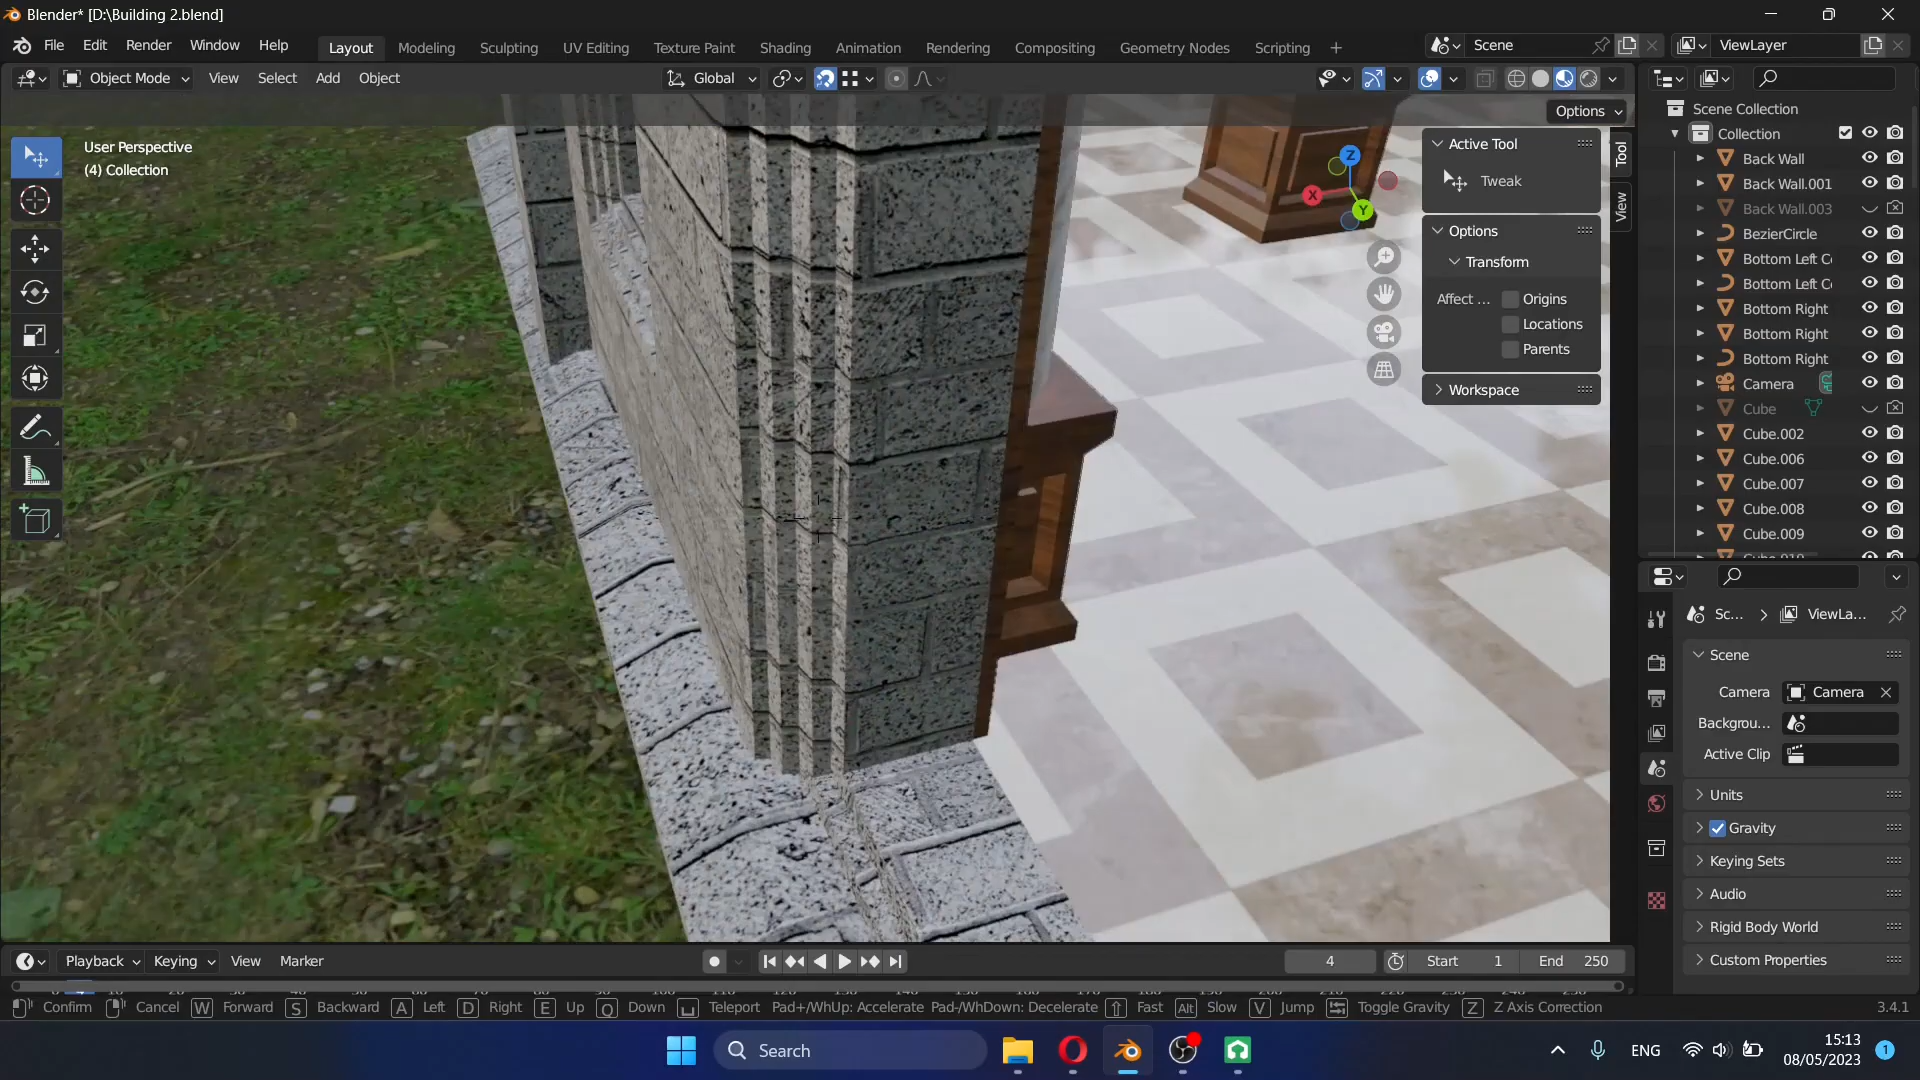 Blender* [D:\Building 2.blend]
File Edit Render Window Help
Layout Modeling Sculpting UV Editing Texture Paint Shading Animation Rendering Compositing Geometry Nodes Scripting +
Scene
ViewLayer
Object Mode View Select Add Object
Global
Options
User Perspective
(4) Collection
Active Tool
Tweak
Options
Transform
Affect ... Origins
Locations
Parents
Workspace
Tool
View
Z
X
Y
Scene Collection
Collection
Back Wall
Back Wall.001
Back Wall.003
BezierCircle
Bottom Left C
Bottom Left C
Bottom Right
Bottom Right
Bottom Right
Camera
Cube
Cube.002
Cube.006
Cube.007
Cube.008
Cube.009
Sc... ViewLa...
Scene
Camera Camera
Backgrou...
Active Clip
Units
Gravity
Keying Sets
Audio
Rigid Body World
Custom Properties
Playback Keying View Marker
4
Start 1
End 250
Confirm Cancel W Forward S Backward A Left D Right E Up Q Down Teleport Pad+/WhUp: Accelerate Pad-/WhDown: Decelerate Fast Alt Slow V Jump Toggle Gravity Z Z Axis Correction
3.4.1
Search
ENG
15:13
08/05/2023
1